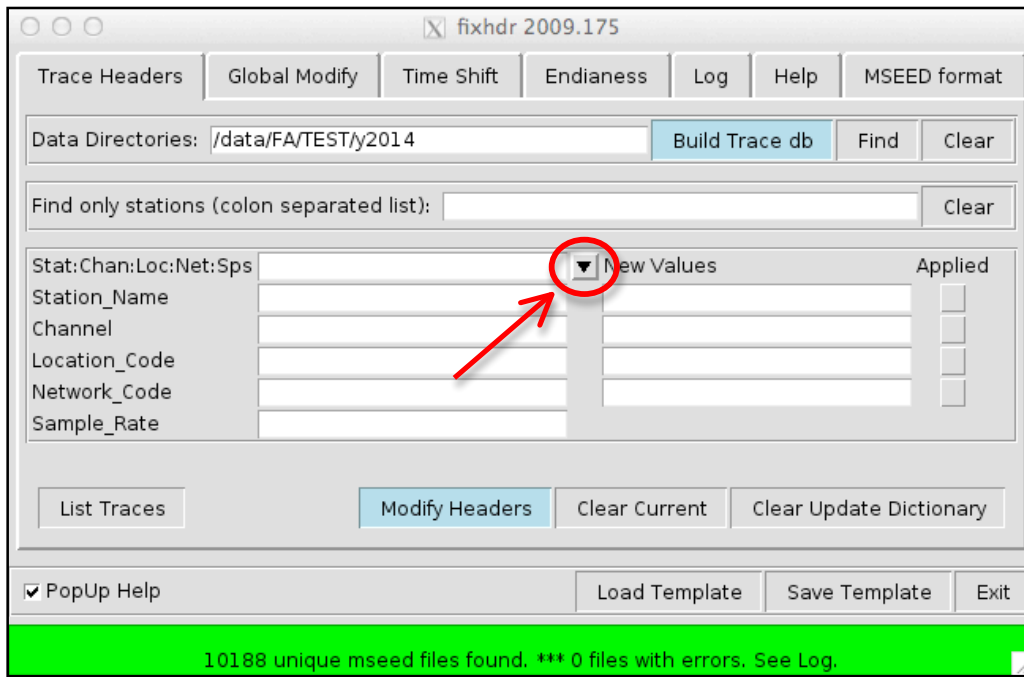 fixhdr 2009.175
Trace Headers Global Modify Time Shift Endianess Log Help MSEED format
Data Directories: /data/FA/TEST/y2014 Build Trace db Find Clear
Find only stations (colon separated list): Clear
Stat:Chan:Loc:Net:Sps New Values Applied
Station_Name
Channel
Location_Code
Network_Code
Sample_Rate
List Traces Modify Headers Clear Current Clear Update Dictionary
PopUp Help Load Template Save Template Exit
10188 unique mseed files found. *** 0 files with errors. See Log.